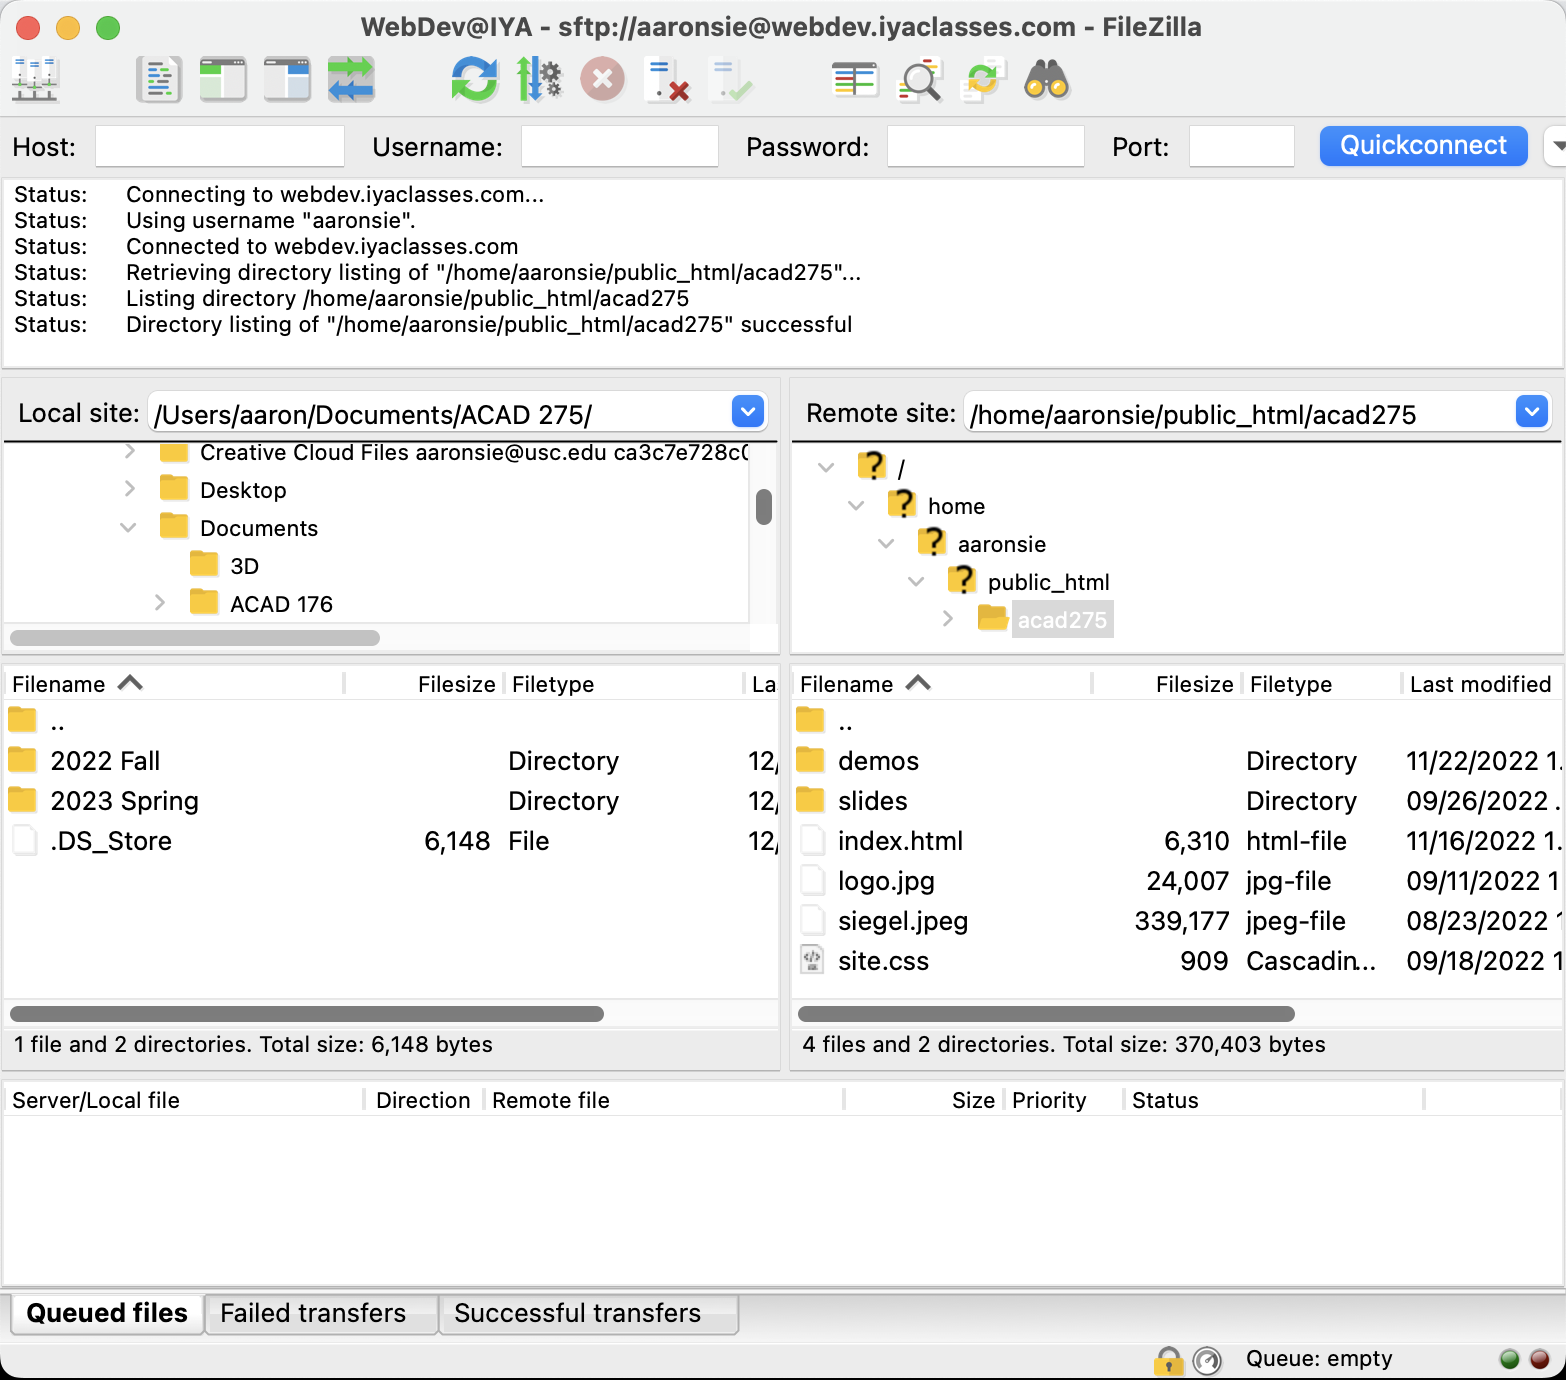 WebDev@IYA - sftp://aaronsie@webdev.iyaclasses.com - FileZilla
Host: Username: Password: Port: Quickconnect
Status: Connecting to webdev.iyaclasses.com...
Status: Using username "aaronsie".
Status: Connected to webdev.iyaclasses.com
Status: Retrieving directory listing of "/home/aaronsie/public_html/acad275"...
Status: Listing directory /home/aaronsie/public_html/acad275
Status: Directory listing of "/home/aaronsie/public_html/acad275" successful
Local site: /Users/aaron/Documents/ACAD 275/
Creative Cloud Files aaronsie@usc.edu ca3c7e728c0
Desktop
Documents
3D
ACAD 176
Filename Filesize Filetype La
..
2022 Fall Directory 12/
2023 Spring Directory 12/
.DS_Store 6,148 File 12/
1 file and 2 directories. Total size: 6,148 bytes
Remote site: /home/aaronsie/public_html/acad275
/
home
aaronsie
public_html
acad275
Filename Filesize Filetype Last modified
..
demos Directory 11/22/2022 1.
slides Directory 09/26/2022 .
index.html 6,310 html-file 11/16/2022 1.
logo.jpg 24,007 jpg-file 09/11/2022 1
siegel.jpeg 339,177 jpeg-file 08/23/2022 1
site.css 909 Cascadin... 09/18/2022 1
4 files and 2 directories. Total size: 370,403 bytes
Server/Local file Direction Remote file Size Priority Status
Queued files Failed transfers Successful transfers
Queue: empty